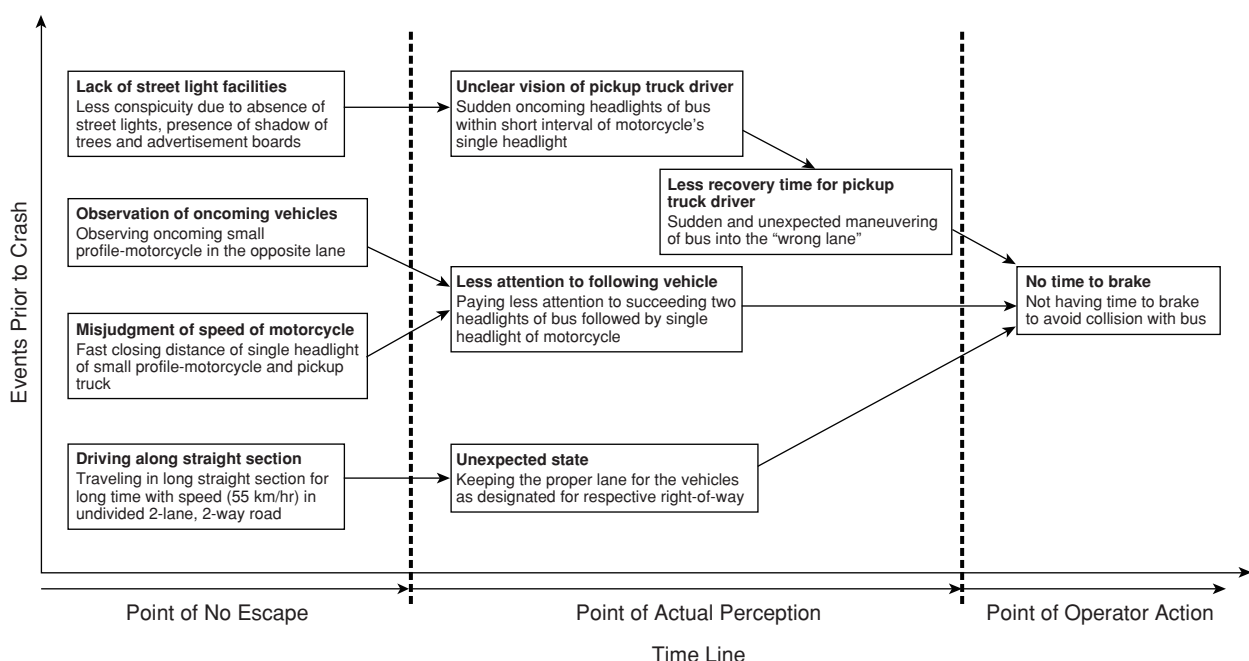 Events Prior to Crash
Lack of street light facilities
Less conspicuity due to absence of
street lights, presence of shadow of
trees and advertisement boards
Observation of oncoming vehicles
Observing oncoming small
profile-motorcycle in the opposite lane
Misjudgment of speed of motorcycle
Fast closing distance of single headlight
of small profile-motorcycle and pickup
truck
Driving along straight section
Traveling in long straight section for
long time with speed (55 km/hr) in
undivided 2-lane, 2-way road
Unclear vision of pickup truck driver
Sudden oncoming headlights of bus
within short interval of motorcycle’s
single headlight
Less recovery time for pickup
truck driver
Sudden and unexpected maneuvering
of bus into the “wrong lane”
Less attention to following vehicle
Paying less attention to succeeding two
headlights of bus followed by single
headlight of motorcycle
Unexpected state
Keeping the proper lane for the vehicles
as designated for respective right-of-way
No time to brake
Not having time to brake
to avoid collision with bus
Point of No Escape
Point of Actual Perception
Point of Operator Action
Time Line